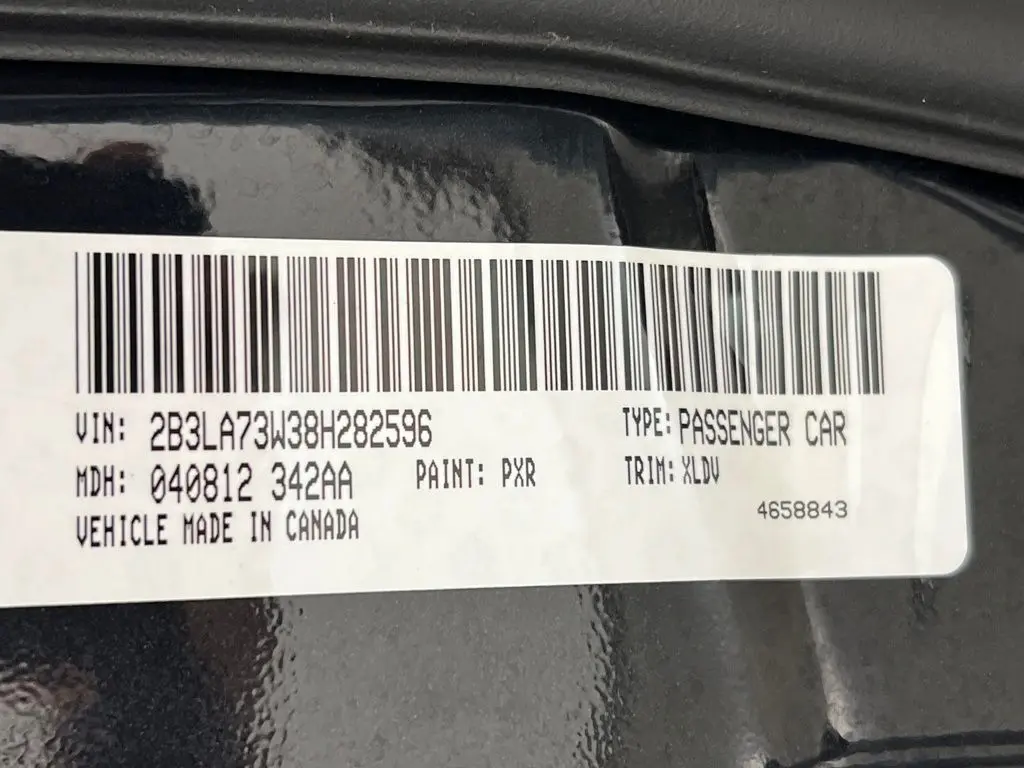 VIN: 2B3LA73W38H282596 TYPE: PASSENGER CAR
MDH: 040812 342AA PAINT: PXR TRIM: XLDV
4658843
VEHICLE MADE IN CANADA